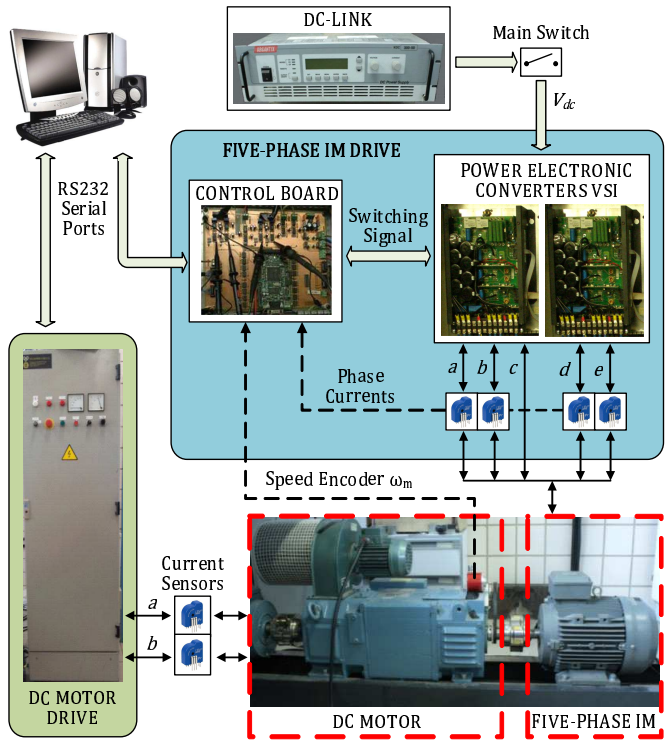 DC-LINK
Main Switch
V_dc
RS232
Serial
Ports
FIVE-PHASE IM DRIVE
CONTROL BOARD
Switching
Signal
POWER ELECTRONIC
CONVERTERS VSI
a
b
c
d
e
Phase
Currents
Speed Encoder ω_m
Current
Sensors
a
b
DC MOTOR
DRIVE
DC MOTOR
FIVE-PHASE IM